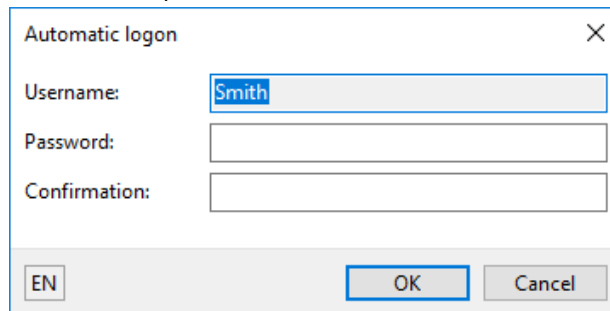 Automatic logon
Username: Smith
Password:
Confirmation:
EN OK Cancel